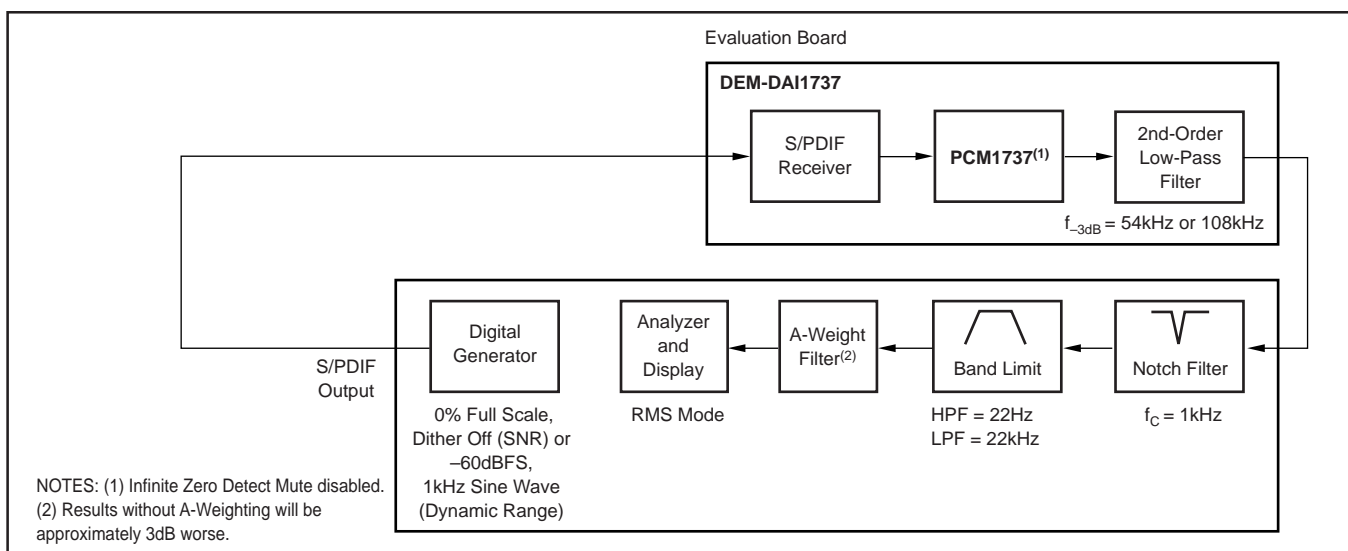 Evaluation Board
DEM-DAI1737
S/PDIF
Receiver
PCM1737(1)
2nd-Order
Low-Pass
Filter
f–3dB = 54kHz or 108kHz
Digital
Generator
Analyzer
and
Display
A-Weight
Filter(2)
Band Limit
Notch Filter
S/PDIF
Output
0% Full Scale,
Dither Off (SNR) or
–60dBFS,
1kHz Sine Wave
(Dynamic Range)
RMS Mode
HPF = 22Hz
LPF = 22kHz
fC = 1kHz
NOTES: (1) Infinite Zero Detect Mute disabled.
(2) Results without A-Weighting will be
approximately 3dB worse.